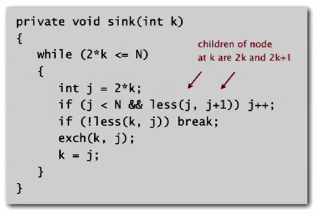 private void sink(int k)
{
while (2*k <= N)
{
int j = 2*k;
if (j < N && less(j, j+1)) j++;
if (!less(k, j)) break;
exch(k, j);
k = j;
}
}
children of node
at k are 2k and 2k+1